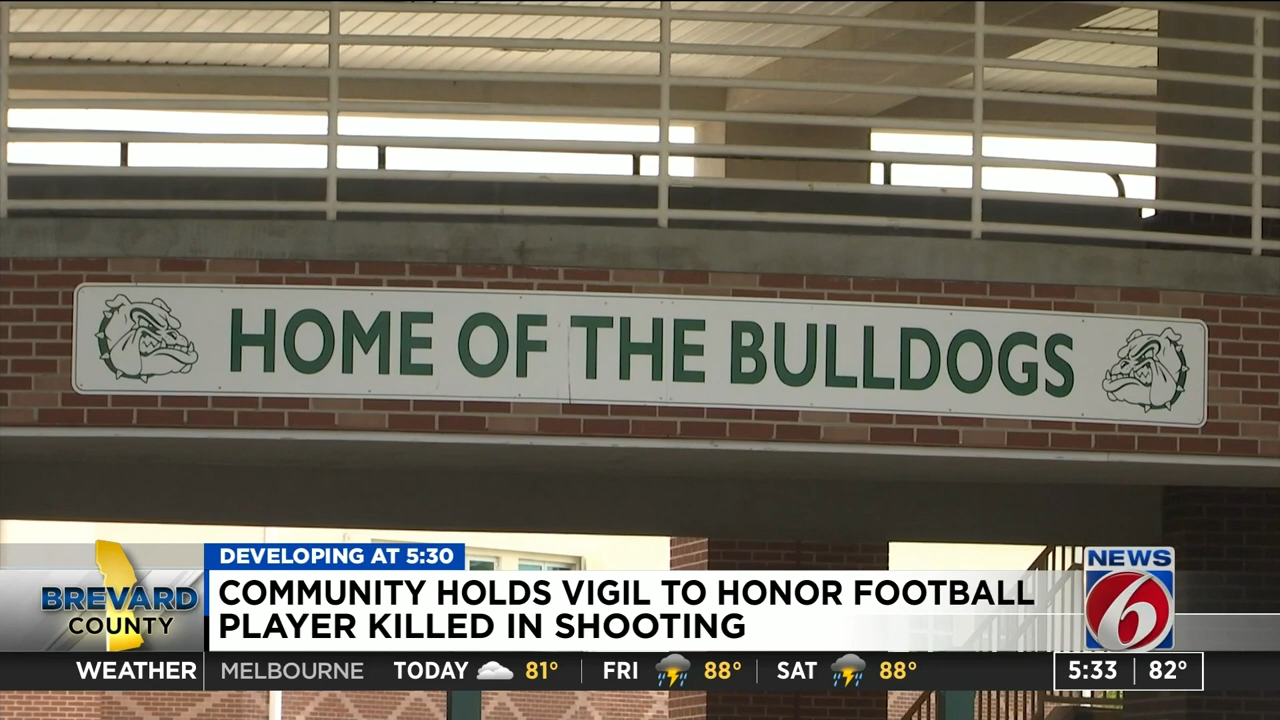 HOME OF THE BULLDOGS
DEVELOPING AT 5:30
BREVARD
COUNTY
COMMUNITY HOLDS VIGIL TO HONOR FOOTBALL
PLAYER KILLED IN SHOOTING
NEWS
6
WEATHER MELBOURNE TODAY 81° FRI 88° SAT 88° 5:33 82°